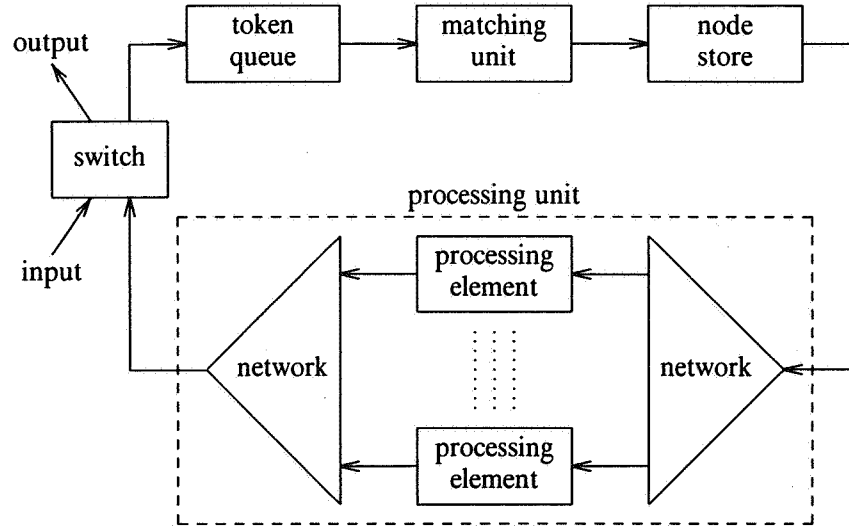 output
token
queue
matching
unit
node
store
switch
input
processing unit
processing
element
network
network
processing
element